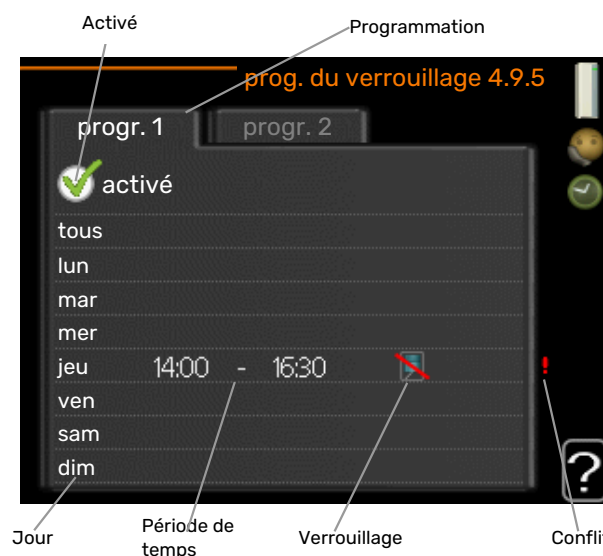 Activé
Programmation
prog. du verrouillage 4.9.5
progr. 1
progr. 2
activé
tous
lun
mar
mer
jeu 14:00 - 16:30 !
ven
sam
dim
?
Jour
Période de
temps
Verrouillage
Conflit